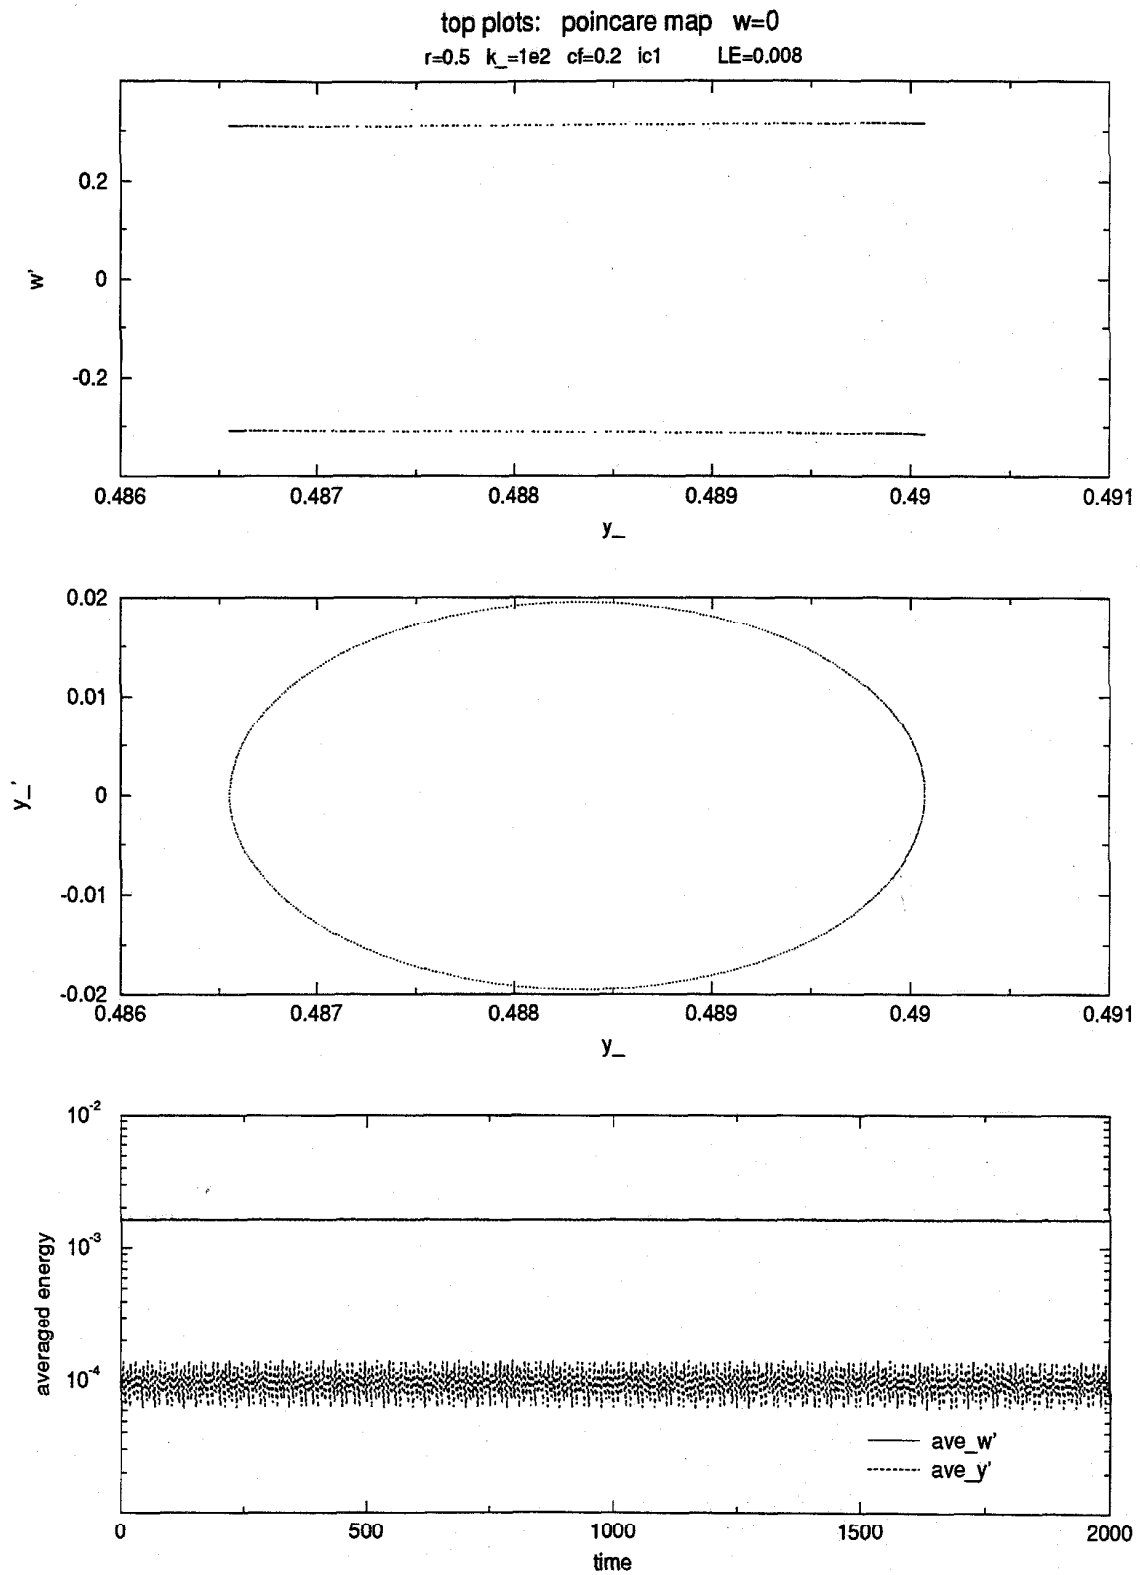 top plots: poincare map w=0
r=0.5 k_=1e2 cf=0.2 ic1 LE=0.008
0.2
0
-0.2
w'
0.486 0.487 0.488 0.489 0.49 0.491
y_
0.02
0.01
0
-0.01
-0.02
y_'
0.486 0.487 0.488 0.489 0.49 0.491
y_
10^-2
10^-3
10^-4
averaged energy
ave_w'
ave_y'
0 500 1000 1500 2000
time